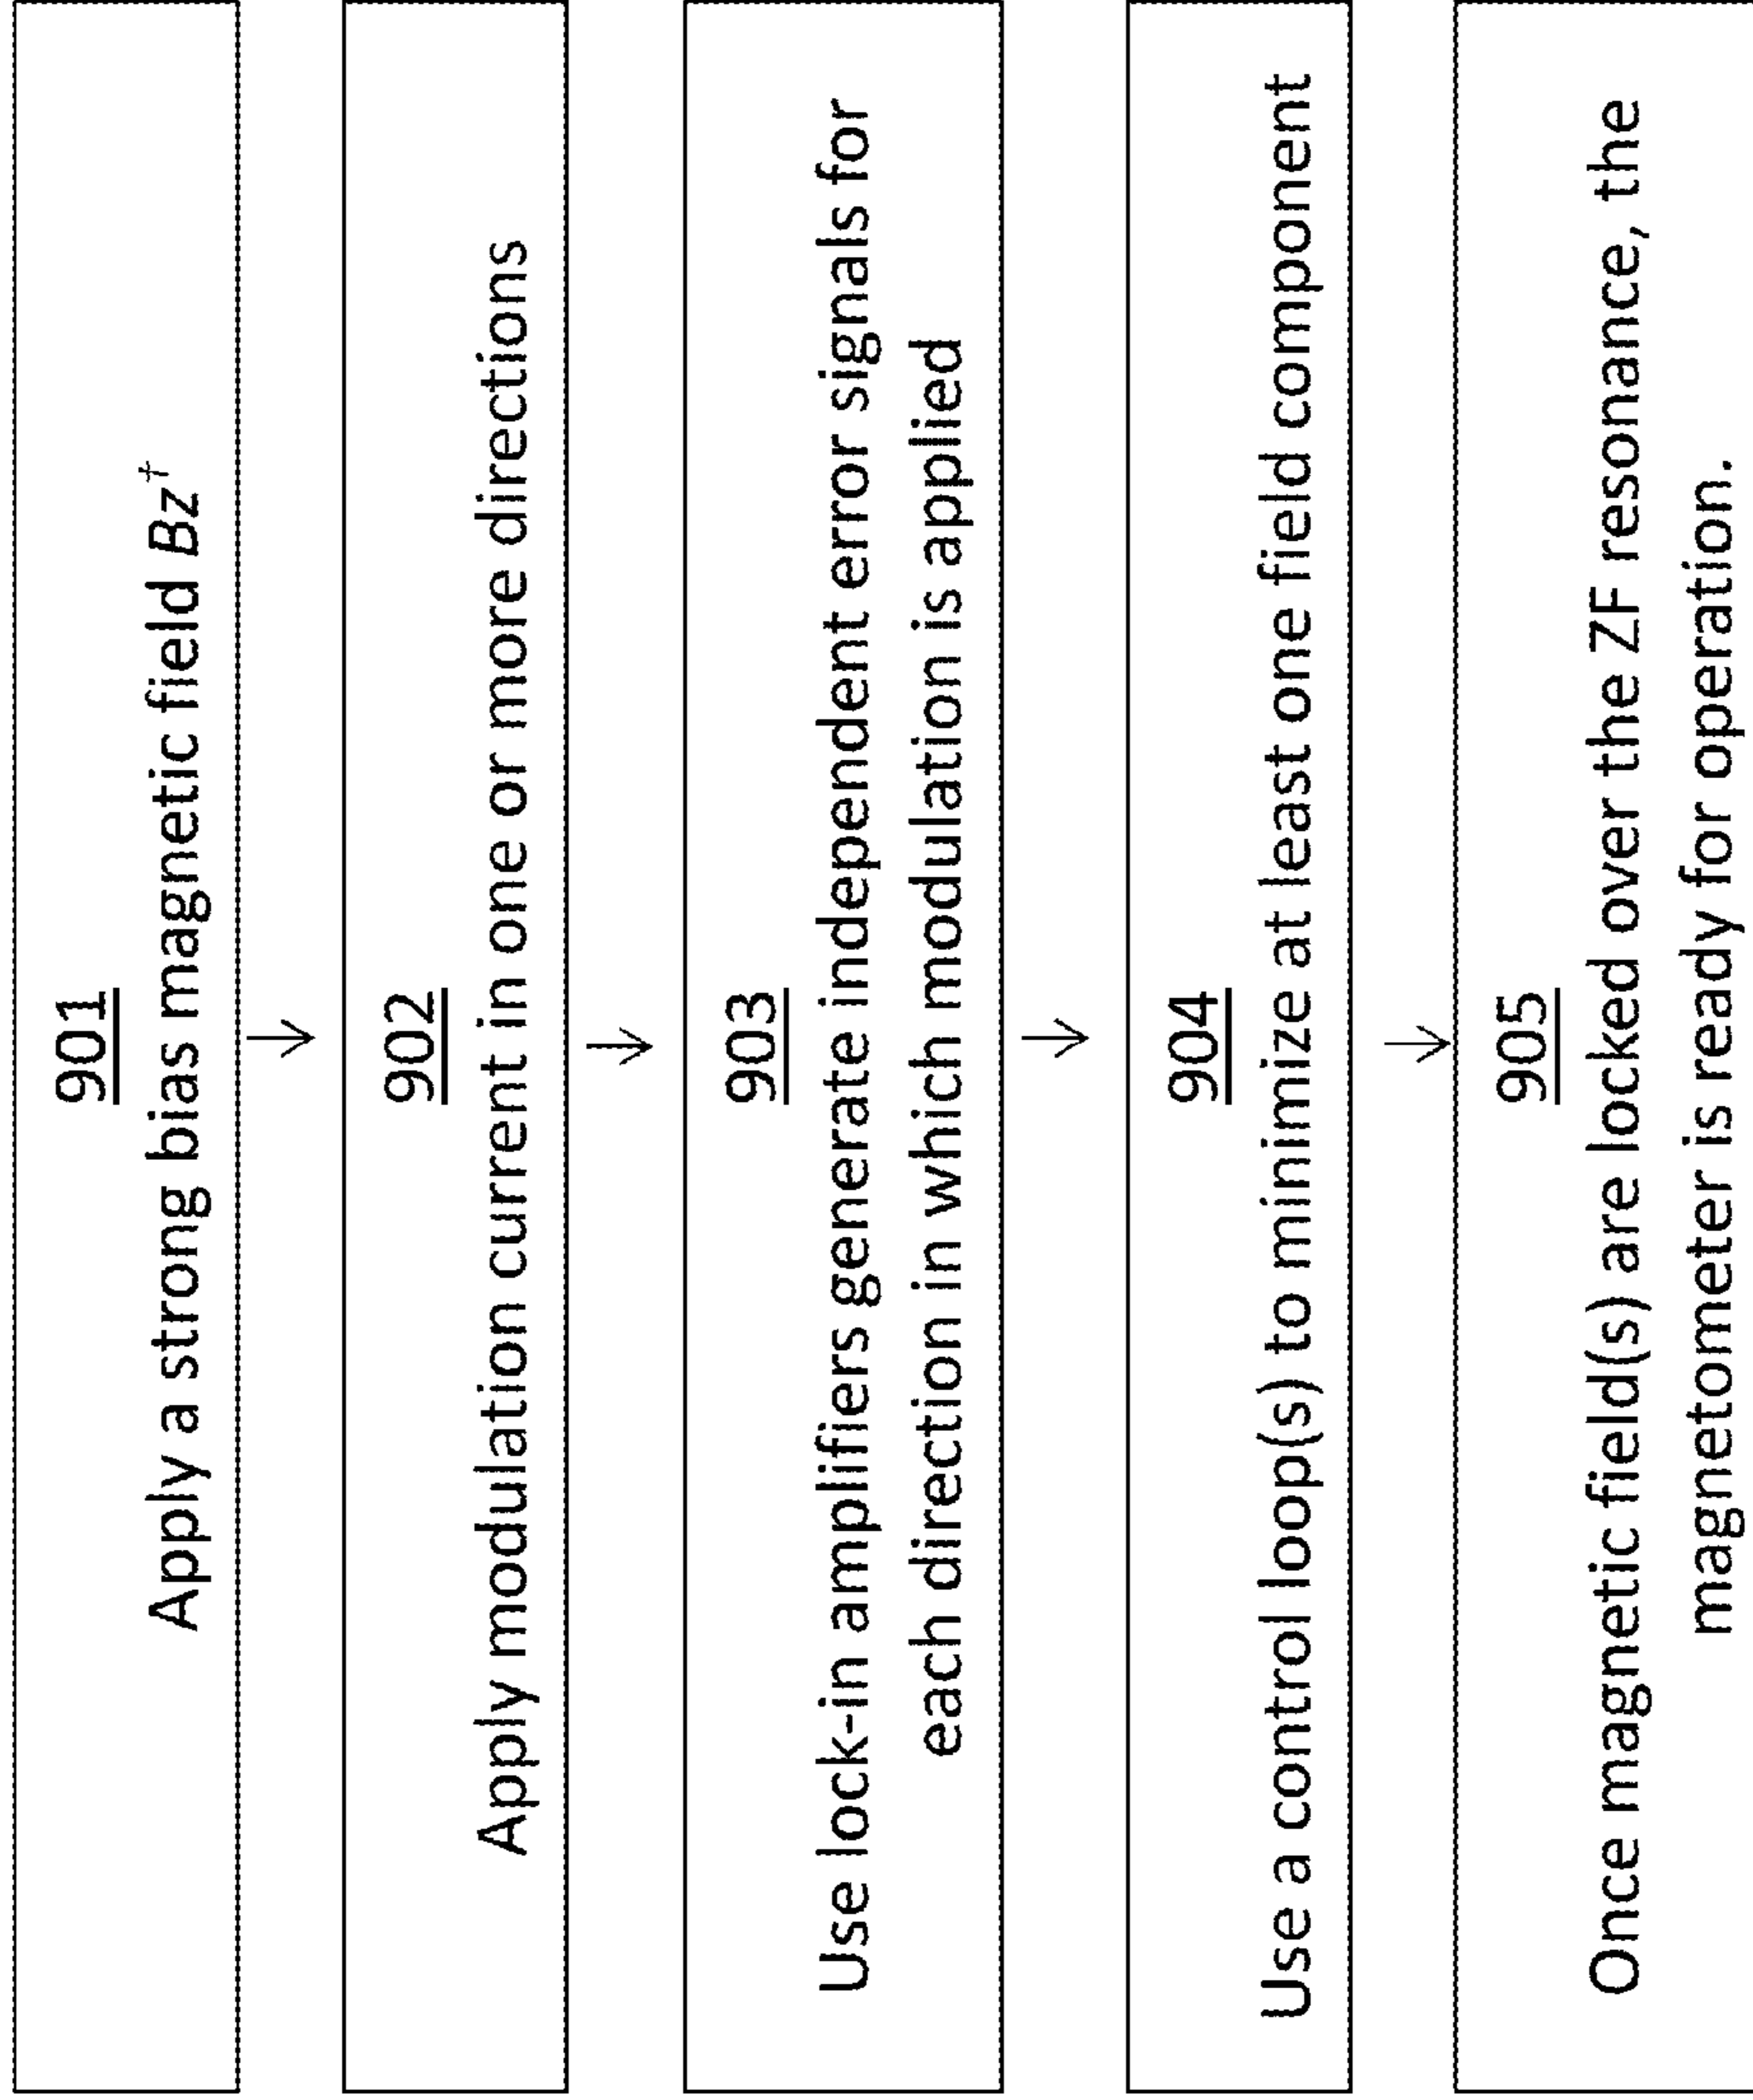 901
Apply a strong bias magnetic field Bz†
902
Apply modulation current in one or more directions
903
Use lock-in amplifiers generate independent error signals for
each direction in which modulation is applied
904
Use a control loop(s) to minimize at least one field component
905
Once magnetic field(s) are locked over the ZF resonance, the
magnetometer is ready for operation.